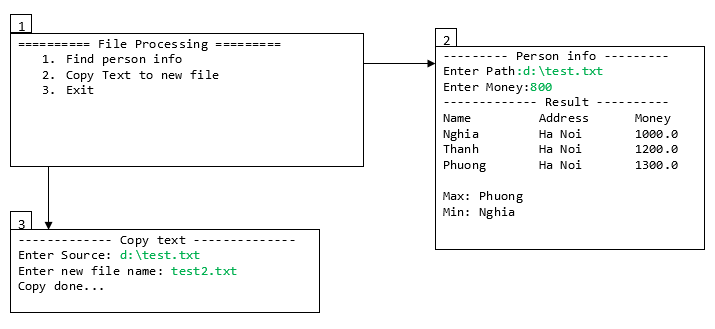 1
========== File Processing =========
1. Find person info
2. Copy Text to new file
3. Exit
2
--------- Person info ---------
Enter Path:d:\test.txt
Enter Money:800
------------- Result ----------
Name Address Money
Nghia Ha Noi 1000.0
Thanh Ha Noi 1200.0
Phuong Ha Noi 1300.0
Max: Phuong
Min: Nghia
3
------------- Copy text --------------
Enter Source: d:\test.txt
Enter new file name: test2.txt
Copy done...